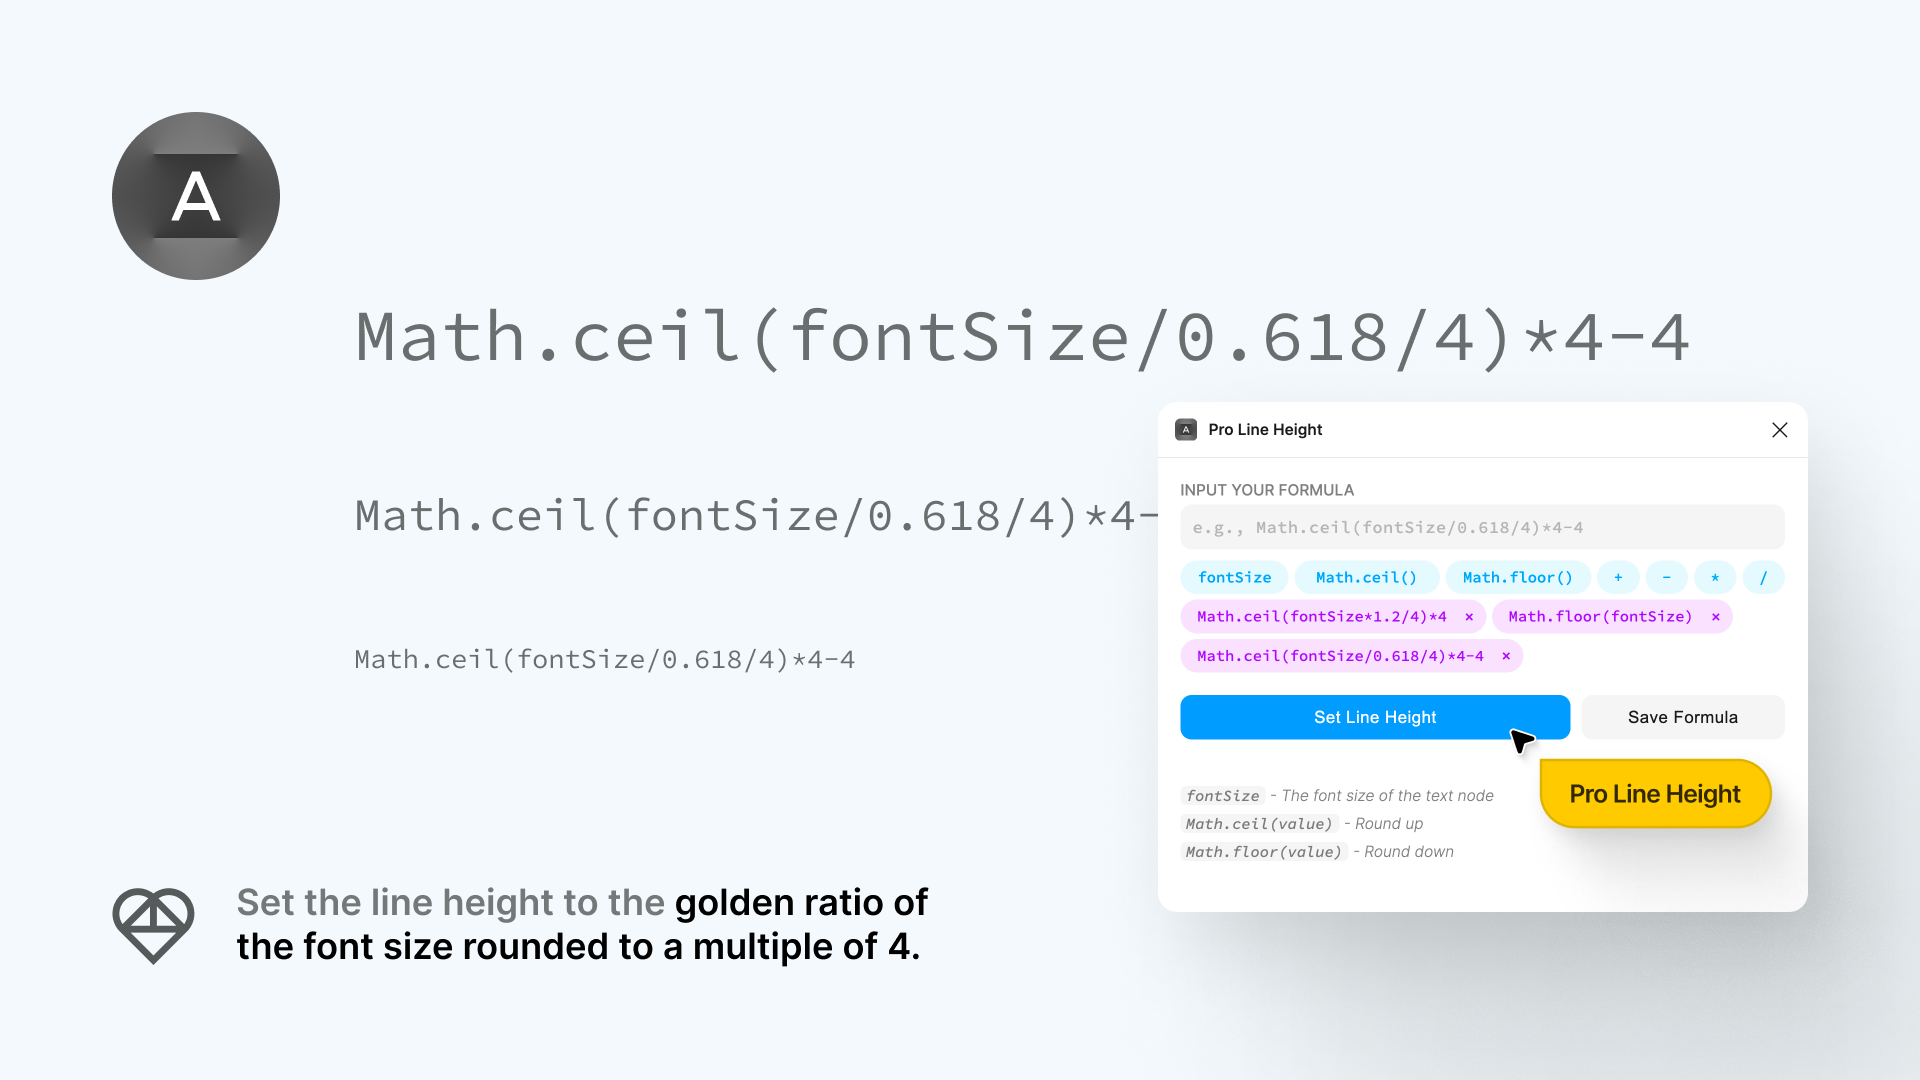 A
Math.ceil(fontSize/0.618/4)*4-4
Math.ceil(fontSize/0.618/4)*4-
Math.ceil(fontSize/0.618/4)*4-4
A Pro Line Height
INPUT YOUR FORMULA
e.g., Math.ceil(fontSize/0.618/4)*4-4
fontSize Math.ceil() Math.floor() + - * /
Math.ceil(fontSize*1.2/4)*4 × Math.floor(fontSize) ×
Math.ceil(fontSize/0.618/4)*4-4 ×
Set Line Height Save Formula
Pro Line Height
fontSize - The font size of the text node
Math.ceil(value) - Round up
Math.floor(value) - Round down
Set the line height to the golden ratio of
the font size rounded to a multiple of 4.